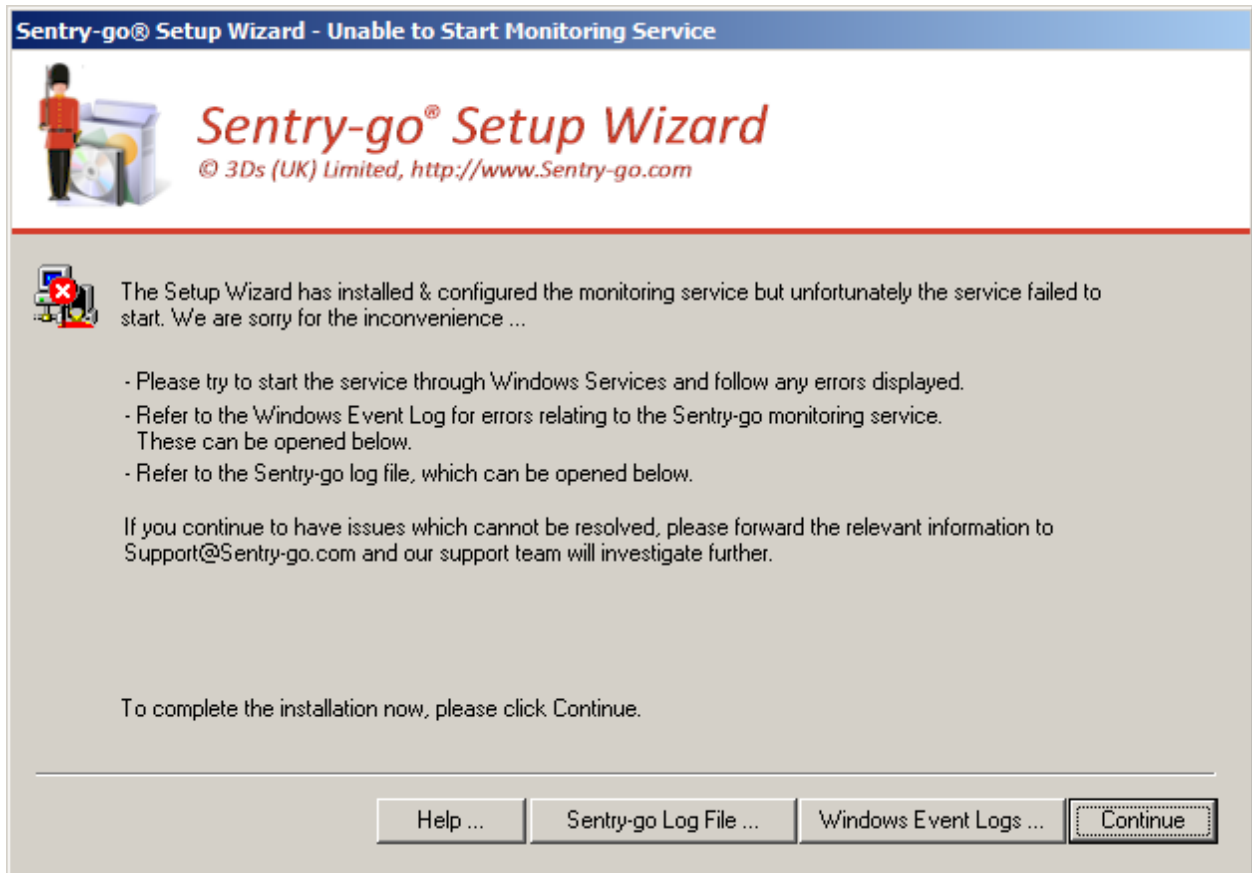 Sentry-go® Setup Wizard - Unable to Start Monitoring Service
Sentry-go® Setup Wizard
© 3Ds (UK) Limited, http://www.Sentry-go.com
The Setup Wizard has installed & configured the monitoring service but unfortunately the service failed to
start. We are sorry for the inconvenience ...
- Please try to start the service through Windows Services and follow any errors displayed.
- Refer to the Windows Event Log for errors relating to the Sentry-go monitoring service.
These can be opened below.
- Refer to the Sentry-go log file, which can be opened below.
If you continue to have issues which cannot be resolved, please forward the relevant information to
Support@Sentry-go.com and our support team will investigate further.
To complete the installation now, please click Continue.
Help ...
Sentry-go Log File ...
Windows Event Logs ...
Continue